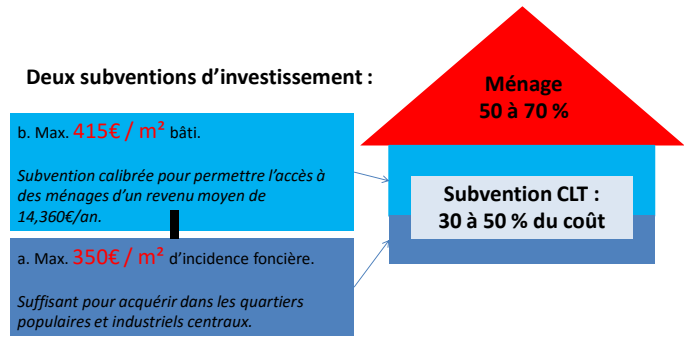 Deux subventions d'investissement :
b. Max. 415€ / m² bâti.
Subvention calibrée pour permettre l'accès à
des ménages d'un revenu moyen de
14,360€/an.
a. Max. 350€ / m² d'incidence foncière.
Suffisant pour acquérir dans les quartiers
populaires et industriels centraux.
Ménage
50 à 70 %
Subvention CLT :
30 à 50 % du coût